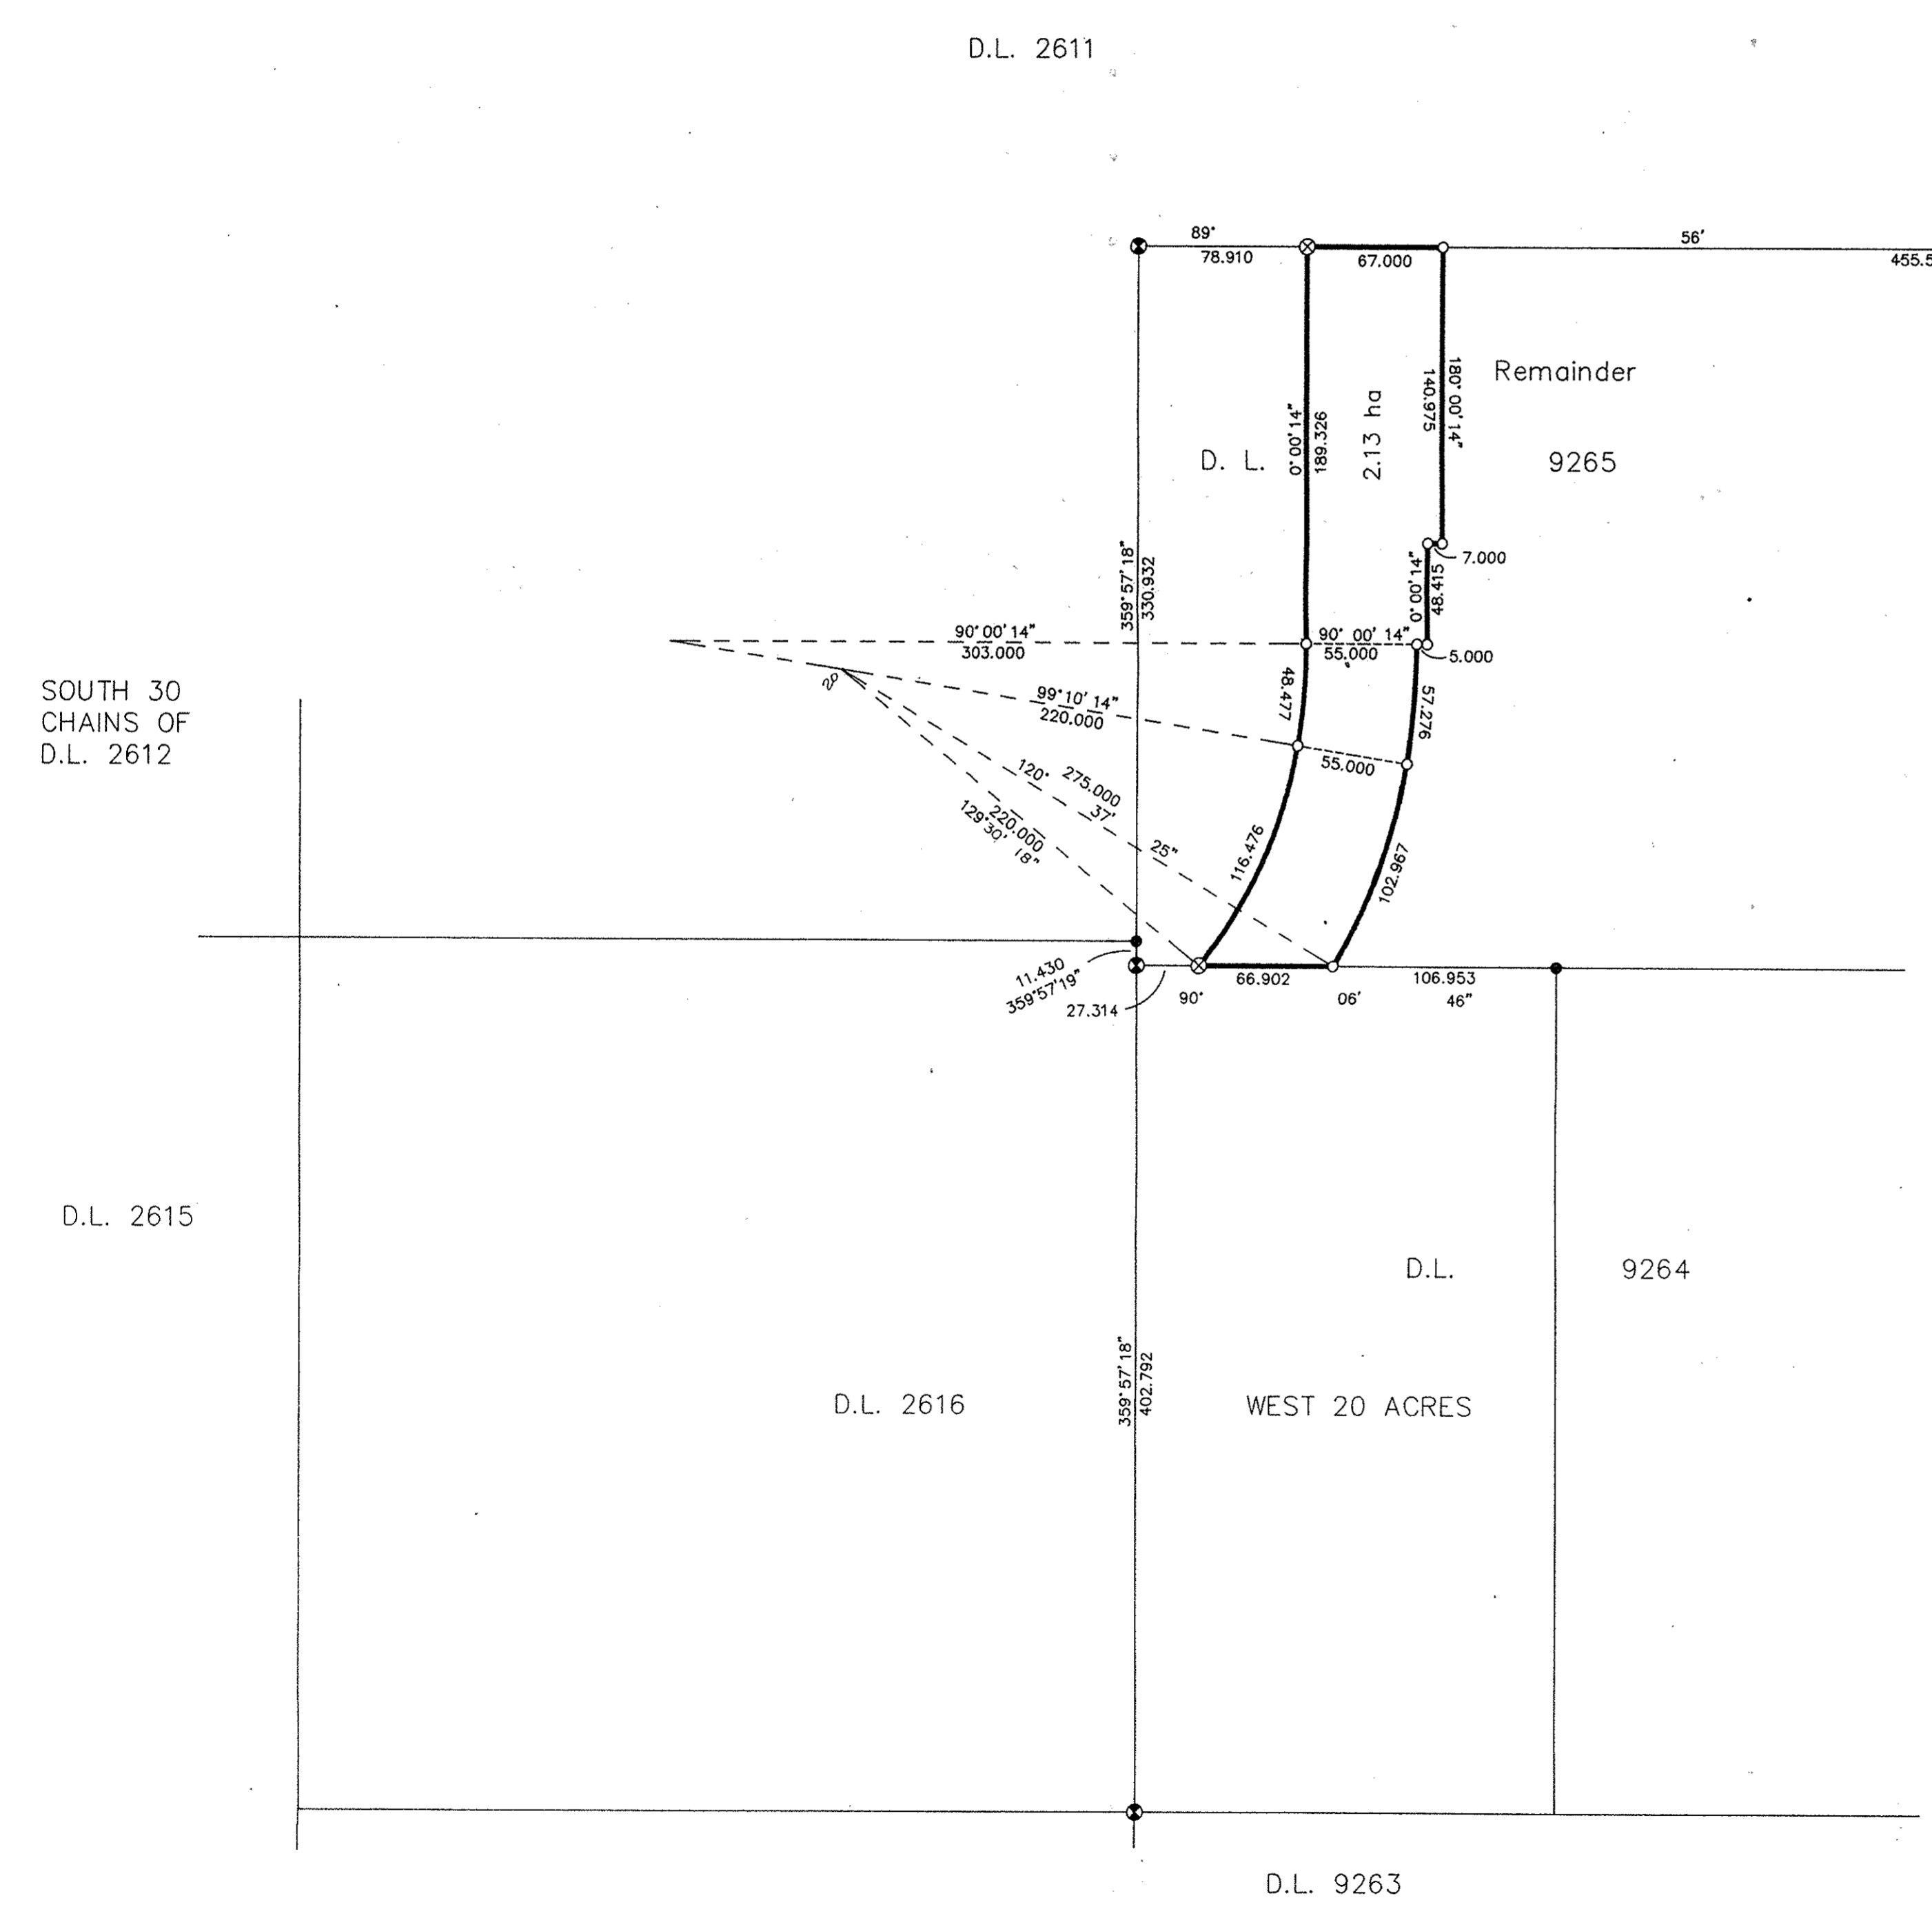 D.L. 2611
89°
78.910
67.000
56'
455.5
Remainder
180° 00' 14"
140.975
2.13 ha
0° 00' 14"
189.326
D. L.
9265
359° 57' 18"
330.932
7.000
0° 00' 14"
48.415
90° 00' 14"
303.000
90° 00' 14"
55.000
5.000
SOUTH 30
CHAINS OF
D.L. 2612
48.477
57.276
99° 10' 14"
220.000
55.000
120° 37' 25"
275.000
220.000
129° 30' 18"
116.476
102.967
11.430
359° 57' 19"
27.314
66.902
106.953
90° 06' 46"
D.L. 2615
D.L. 9264
359° 57' 18"
402.792
D.L. 2616
WEST 20 ACRES
D.L. 9263